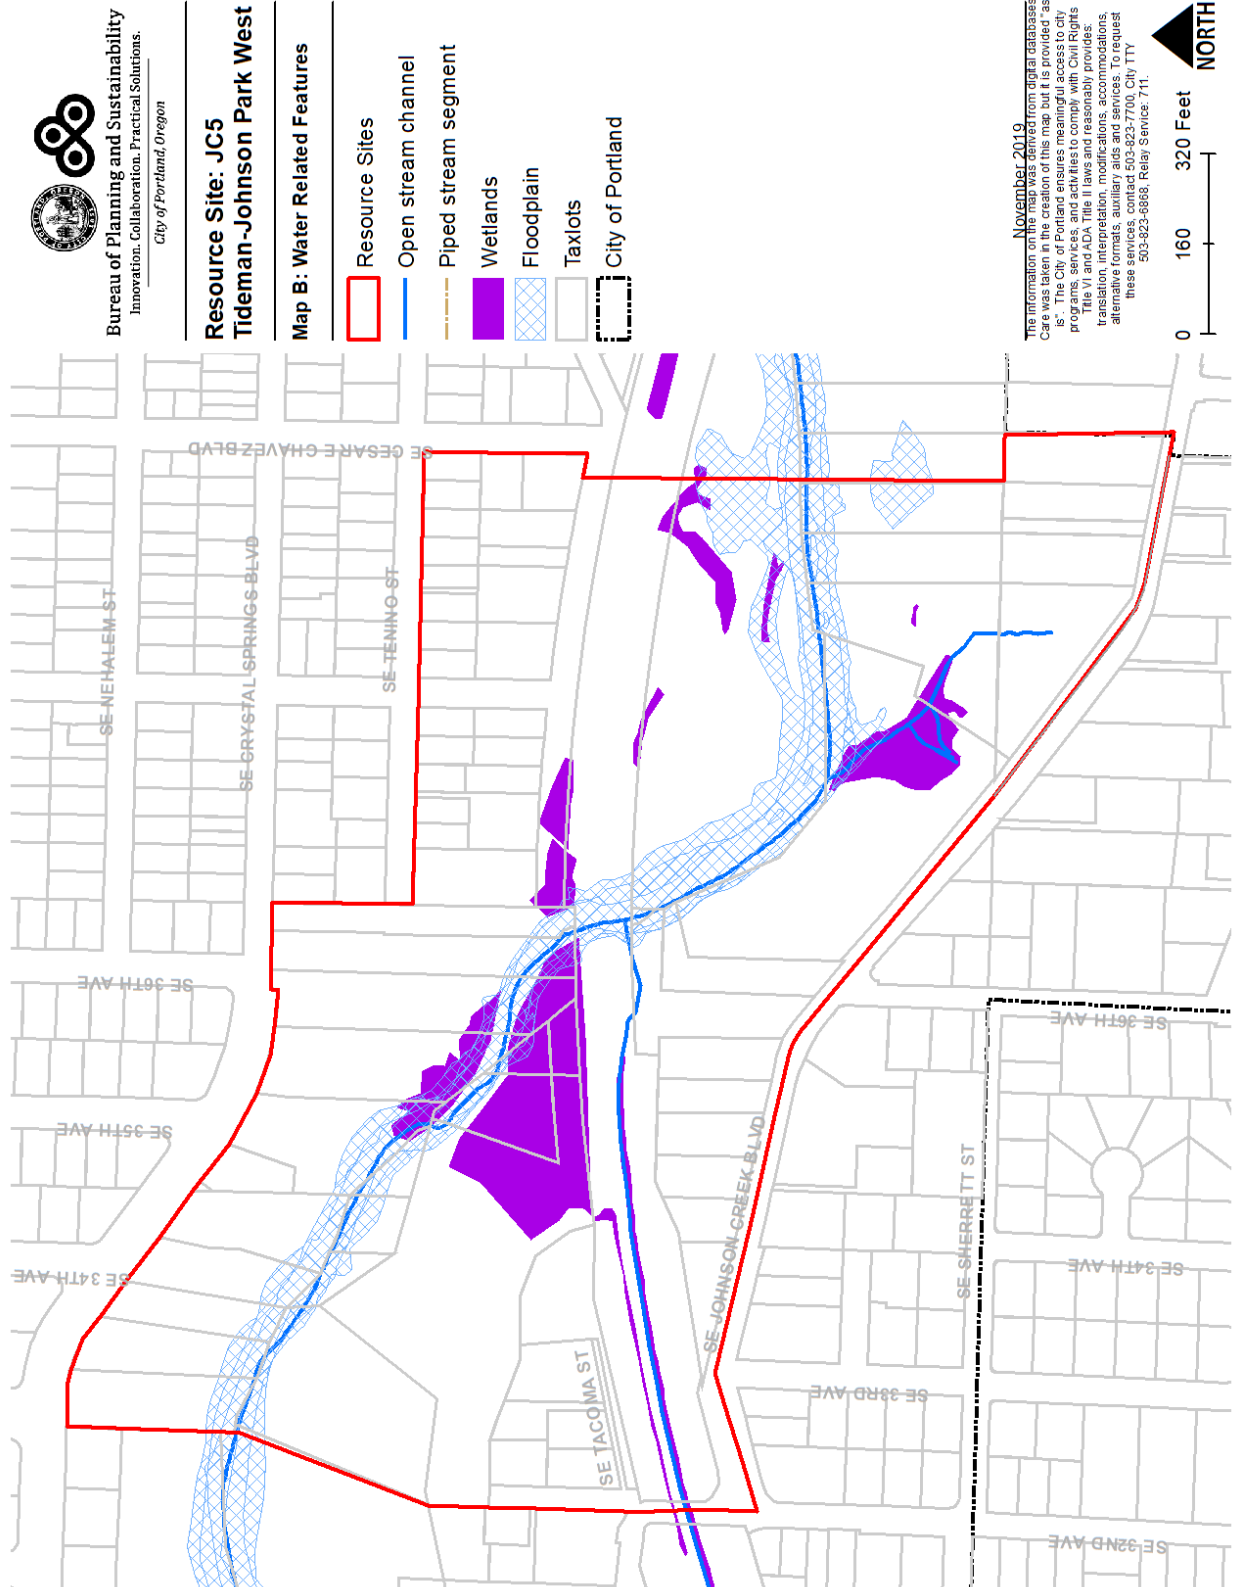 Bureau of Planning and Sustainability
Innovation. Collaboration. Practical Solutions.
City of Portland, Oregon
Resource Site: JC5
Tideman-Johnson Park West
Map B: Water Related Features
Resource Sites
Open stream channel
Piped stream segment
Wetlands
Floodplain
Taxlots
City of Portland
November 2019
The information on the map was derived from digital databases
Care was taken in the creation of this map but it is provided "as
is". The City of Portland ensures meaningful access to city
programs, services, and activities to comply with Civil Rights
Title VI and ADA Title II laws and reasonably provides:
translation, interpretation, modifications, accommodations,
alternative formats, auxiliary aids and services. To request
these services, contact 503-823-7700, City TTY
503-823-6868, Relay Service: 711.
0 160 320 Feet
NORTH
SE NEHALEM ST
SE CRYSTAL SPRINGS BLVD
SE TENINO ST
SE CESAR E CHAVEZ BLVD
SE 36TH AVE
SE 35TH AVE
SE 34TH AVE
SE TACOMA ST
SE JOHNSON CREEK BLVD
SE SHERRETT ST
SE 36TH AVE
SE 34TH AVE
SE 33RD AVE
SE 32ND AVE